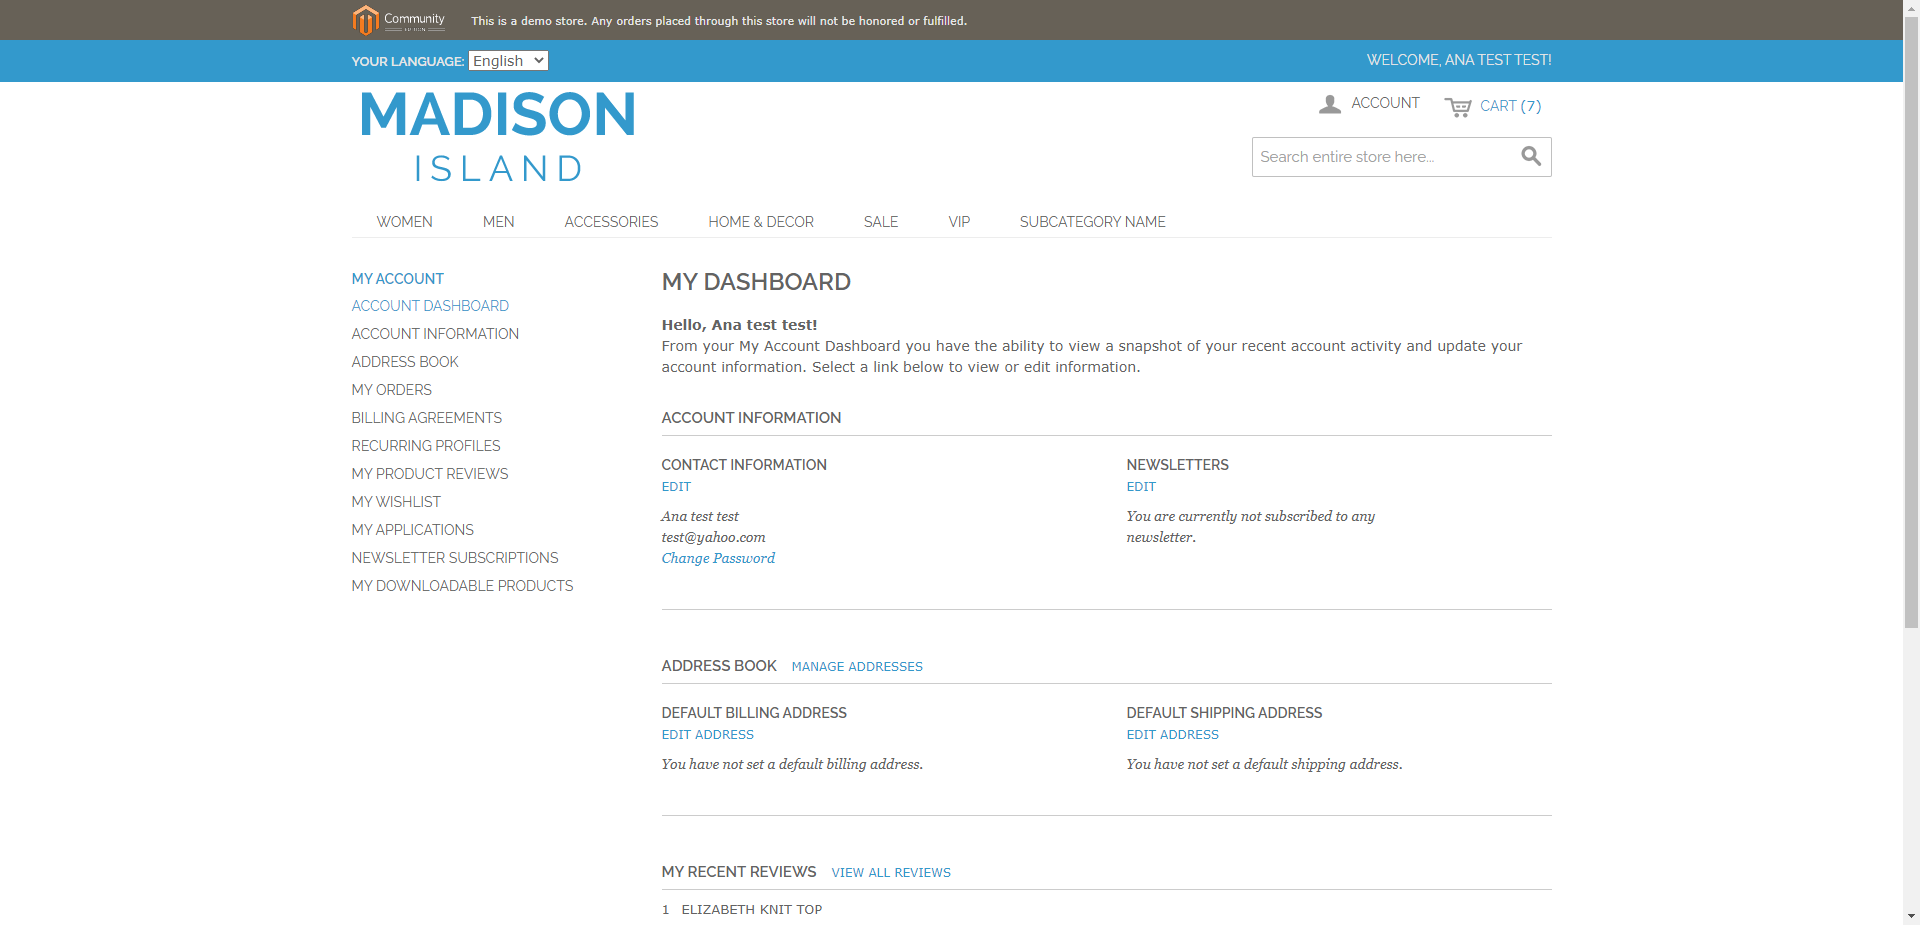 Community
This is a demo store. Any orders placed through this store will not be honored or fulfilled.
YOUR LANGUAGE: English
WELCOME, ANA TEST TEST!
MADISON
ISLAND
ACCOUNT
CART (7)
Search entire store here...
WOMEN MEN ACCESSORIES HOME & DECOR SALE VIP SUBCATEGORY NAME
MY ACCOUNT
ACCOUNT DASHBOARD
ACCOUNT INFORMATION
ADDRESS BOOK
MY ORDERS
BILLING AGREEMENTS
RECURRING PROFILES
MY PRODUCT REVIEWS
MY WISHLIST
MY APPLICATIONS
NEWSLETTER SUBSCRIPTIONS
MY DOWNLOADABLE PRODUCTS
MY DASHBOARD
Hello, Ana test test!
From your My Account Dashboard you have the ability to view a snapshot of your recent account activity and update your
account information. Select a link below to view or edit information.
ACCOUNT INFORMATION
CONTACT INFORMATION
EDIT
Ana test test
test@yahoo.com
Change Password
NEWSLETTERS
EDIT
You are currently not subscribed to any
newsletter.
ADDRESS BOOK MANAGE ADDRESSES
DEFAULT BILLING ADDRESS
EDIT ADDRESS
You have not set a default billing address.
DEFAULT SHIPPING ADDRESS
EDIT ADDRESS
You have not set a default shipping address.
MY RECENT REVIEWS VIEW ALL REVIEWS
1 ELIZABETH KNIT TOP